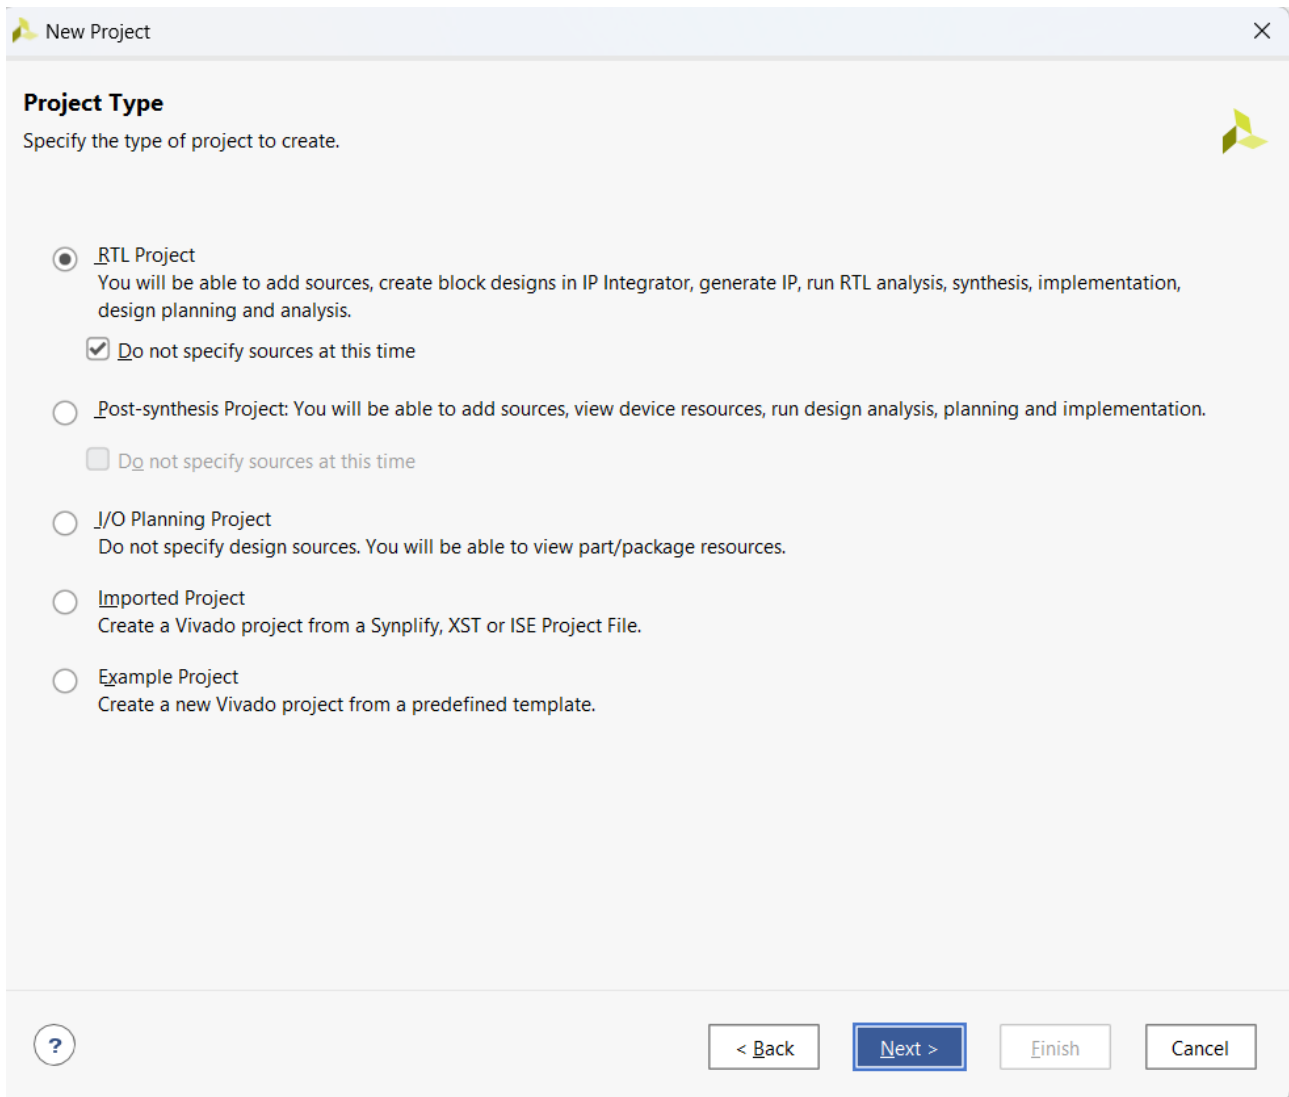 New Project
Project Type
Specify the type of project to create.
RTL Project
You will be able to add sources, create block designs in IP Integrator, generate IP, run RTL analysis, synthesis, implementation,
design planning and analysis.
Do not specify sources at this time
Post-synthesis Project: You will be able to add sources, view device resources, run design analysis, planning and implementation.
Do not specify sources at this time
I/O Planning Project
Do not specify design sources. You will be able to view part/package resources.
Imported Project
Create a Vivado project from a Synplify, XST or ISE Project File.
Example Project
Create a new Vivado project from a predefined template.
?
< Back
Next >
Finish
Cancel